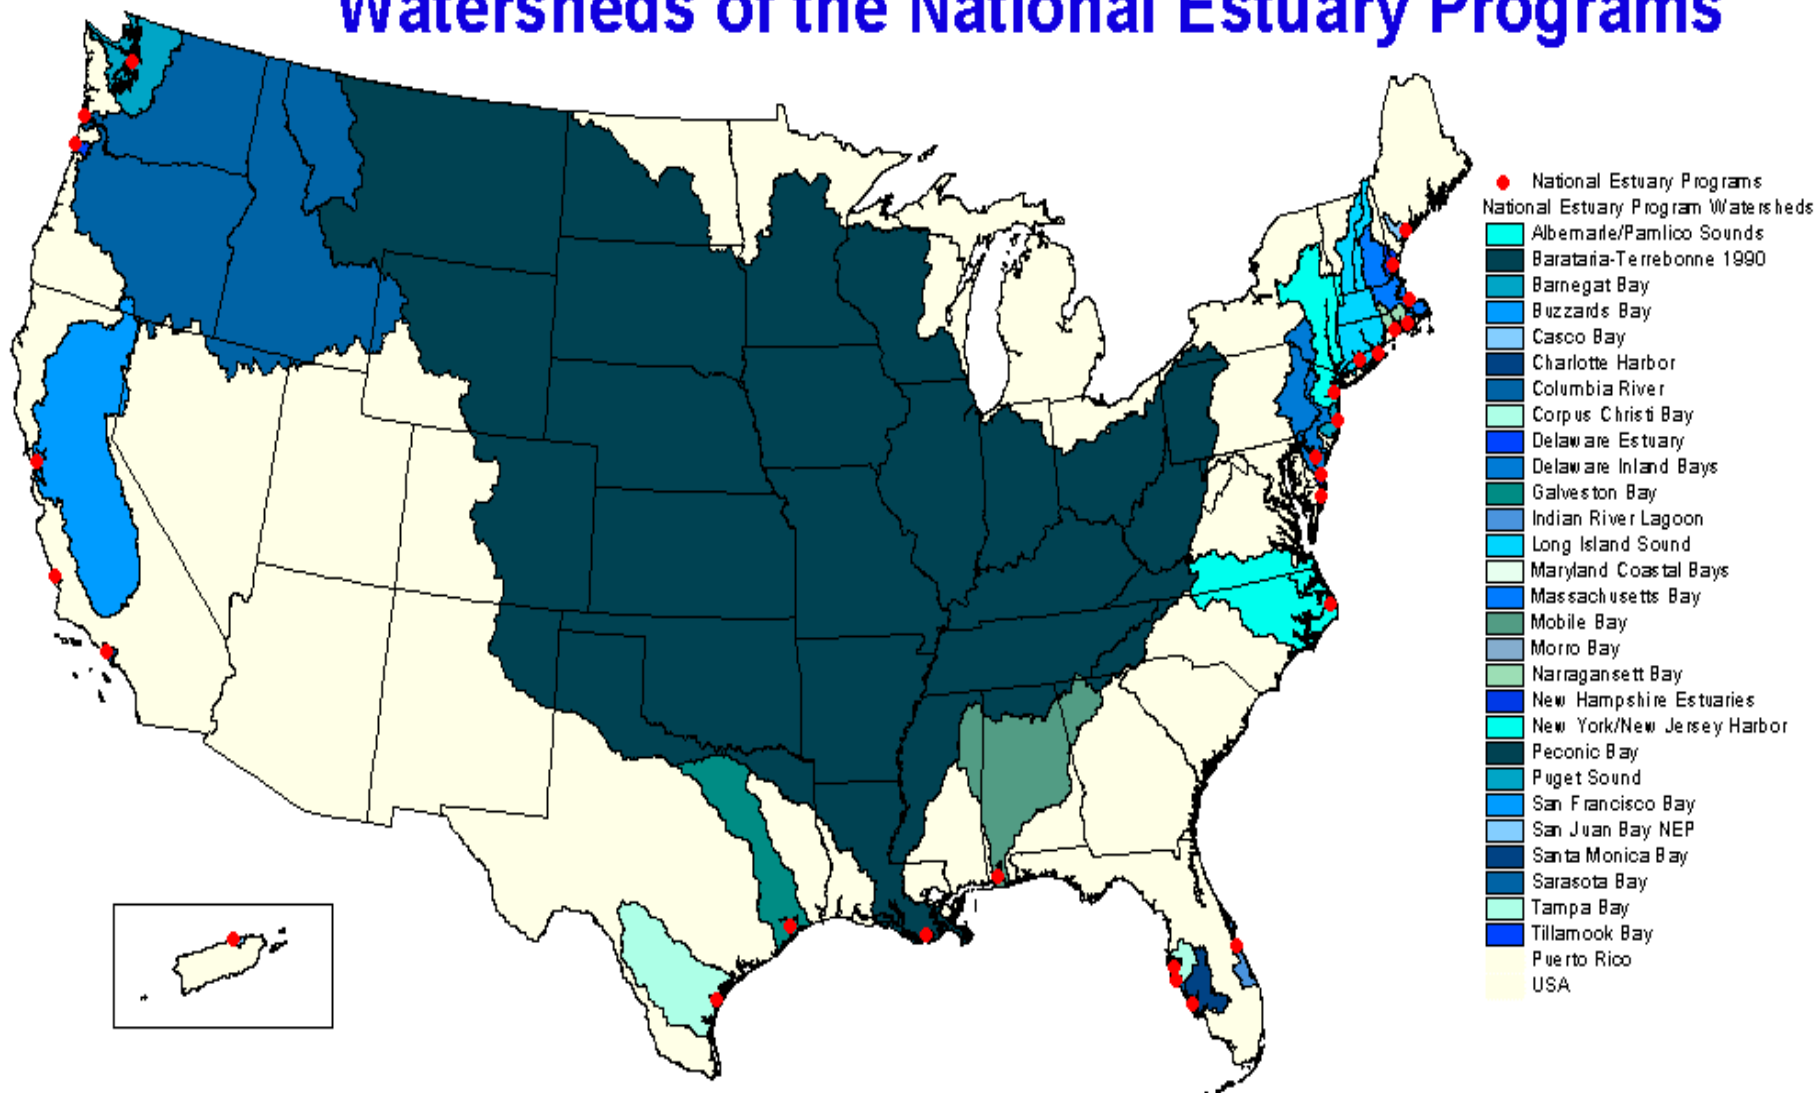 Watersheds of the National Estuary Programs
National Estuary Programs
National Estuary Program Watersheds
Albemarle/Pamlico Sounds
Barataria-Terrebonne 1990
Barnegat Bay
Buzzards Bay
Casco Bay
Charlotte Harbor
Columbia River
Corpus Christi Bay
Delaware Estuary
Delaware Inland Bays
Galveston Bay
Indian River Lagoon
Long Island Sound
Maryland Coastal Bays
Massachusetts Bay
Mobile Bay
Morro Bay
Narragansett Bay
New Hampshire Estuaries
New York/New Jersey Harbor
Peconic Bay
Puget Sound
San Francisco Bay
San Juan Bay NEP
Santa Monica Bay
Sarasota Bay
Tampa Bay
Tillamook Bay
Puerto Rico
USA